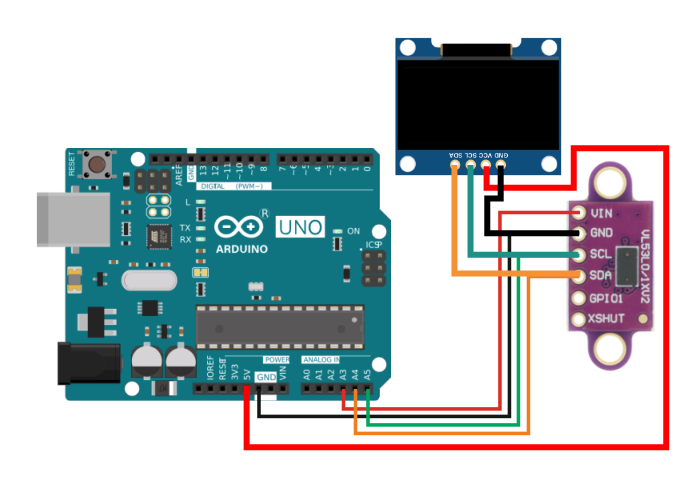 SDA SCL VCC GND
RESET
AREF
GND
13
12
~11
~10
~9
8
7
~6
~5
4
~3
2
1
0
DIGITAL (PWM~)
L
TX
RX
ARDUINO
R
UNO
ON
ICSP
VIN
GND
SCL
SDA
GPIO1
XSHUT
VL53L0/1XV2
POWER
ANALOG IN
IOREF
RESET
3V3
5V
GND
VIN
A0
A1
A2
A3
A4
A5